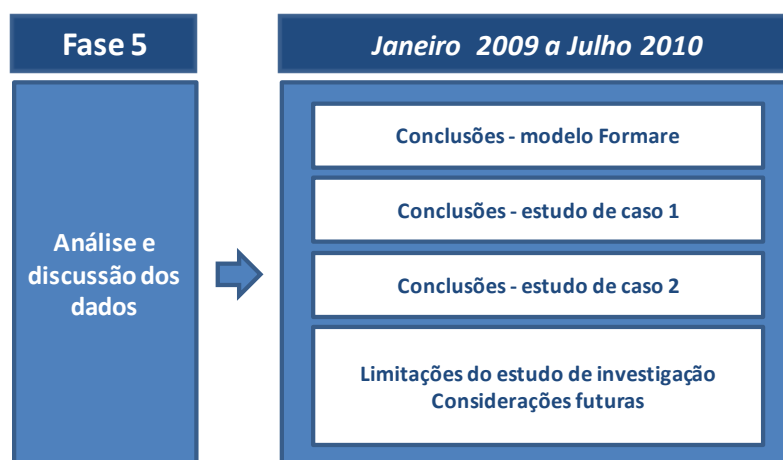 Fase 5
Janeiro 2009 a Julho 2010
Análise e
discussão dos
dados
Conclusões - modelo Formare
Conclusões - estudo de caso 1
Conclusões - estudo de caso 2
Limitações do estudo de investigação
Considerações futuras